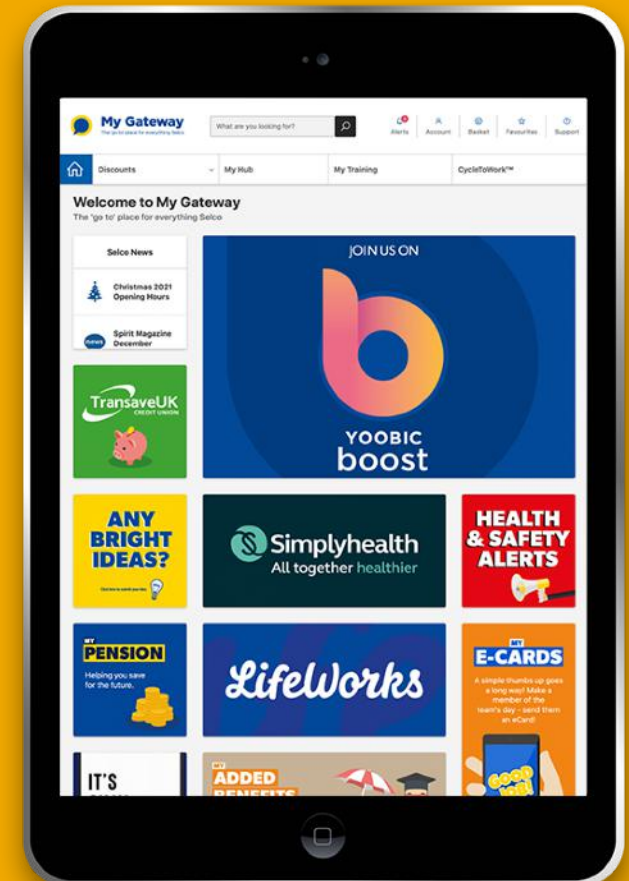 My Gateway
The 'go to' place for everything Selco
What are you looking for?
Alerts
Account
Basket
Favourites
Support
Discounts
My Hub
My Training
CycleToWork™
Welcome to My Gateway
The 'go to' place for everything Selco
Selco News
Christmas 2021
Opening Hours
news
Spirit Magazine
December
JOIN US ON
b
YOOBIC
boost
TransaveUK
CREDIT UNION
ANY
BRIGHT
IDEAS?
Simplyhealth
All together healthier
HEALTH
& SAFETY
ALERTS
MY
PENSION
Helping you save
for the future.
LifeWorks
MY
E-CARDS
A simple thumbs up goes
a long way! Make a
member of the
team's day - send them
an eCard!
GOOD
JOB!
IT'S
MY
ADDED
BENEFITS